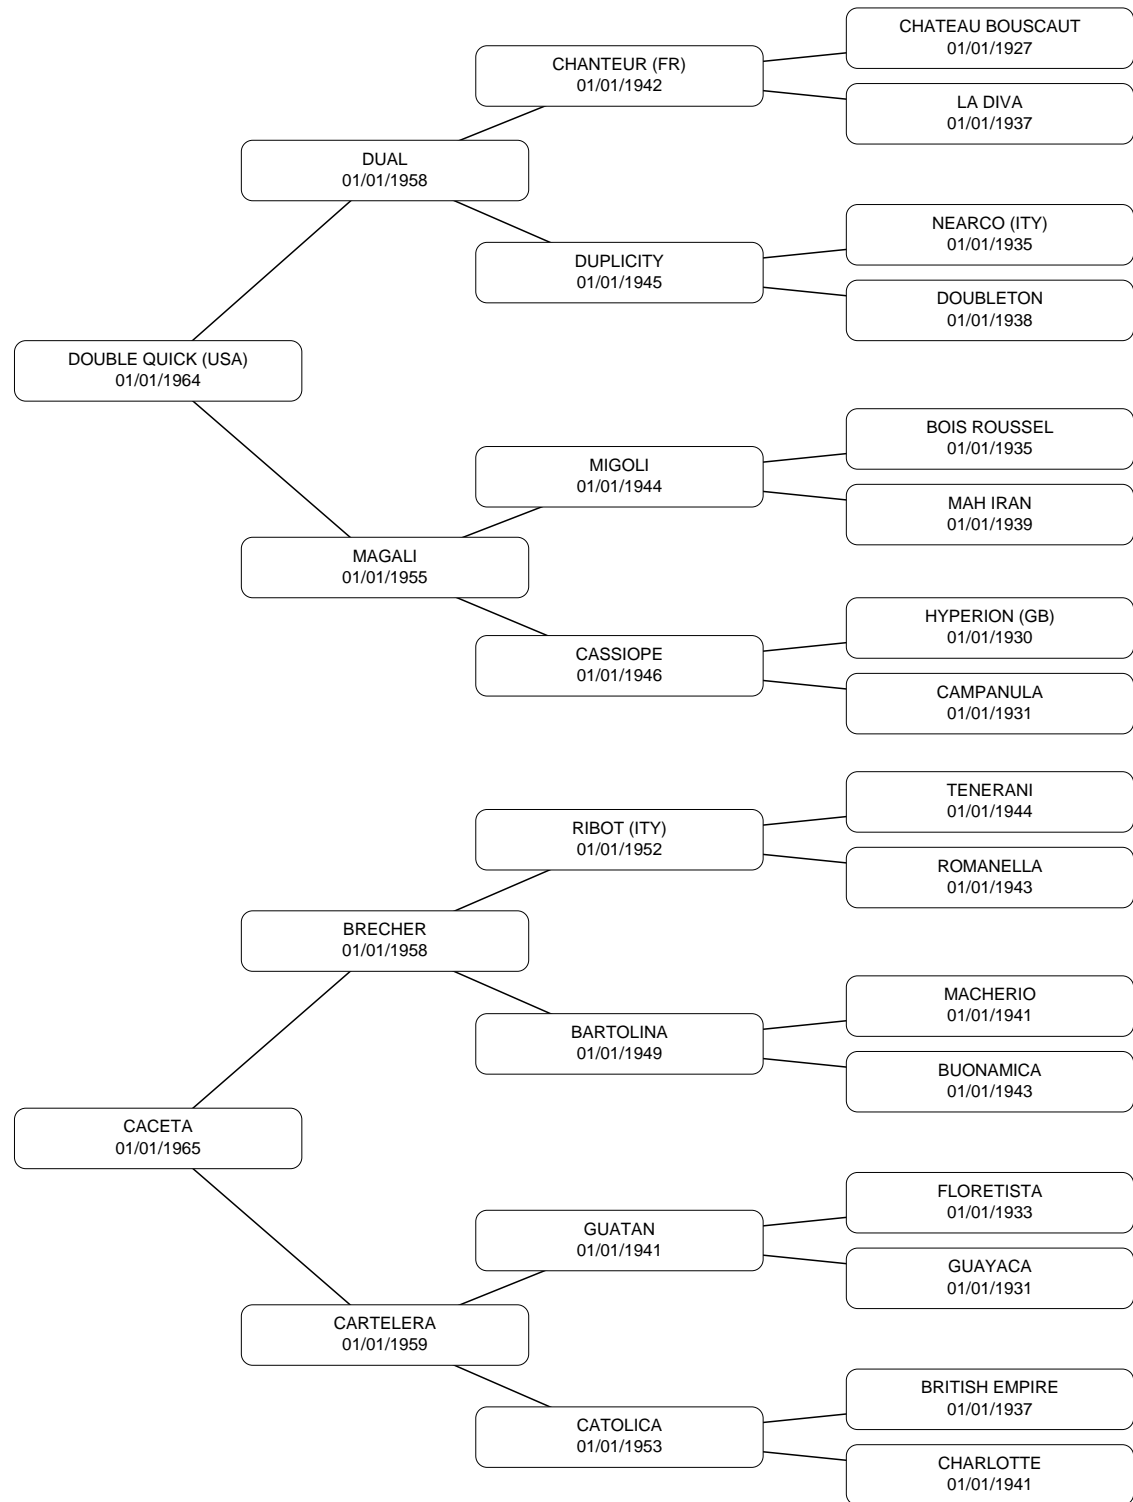 CHATEAU BOUSCAUT
01/01/1927
CHANTEUR (FR)
01/01/1942
LA DIVA
01/01/1937
DUAL
01/01/1958
NEARCO (ITY)
01/01/1935
DUPLICITY
01/01/1945
DOUBLETON
01/01/1938
DOUBLE QUICK (USA)
01/01/1964
BOIS ROUSSEL
01/01/1935
MIGOLI
01/01/1944
MAH IRAN
01/01/1939
MAGALI
01/01/1955
HYPERION (GB)
01/01/1930
CASSIOPE
01/01/1946
CAMPANULA
01/01/1931
TENERANI
01/01/1944
RIBOT (ITY)
01/01/1952
ROMANELLA
01/01/1943
BRECHER
01/01/1958
MACHERIO
01/01/1941
BARTOLINA
01/01/1949
BUONAMICA
01/01/1943
CACETA
01/01/1965
FLORETISTA
01/01/1933
GUATAN
01/01/1941
GUAYACA
01/01/1931
CARTELERA
01/01/1959
BRITISH EMPIRE
01/01/1937
CATOLICA
01/01/1953
CHARLOTTE
01/01/1941